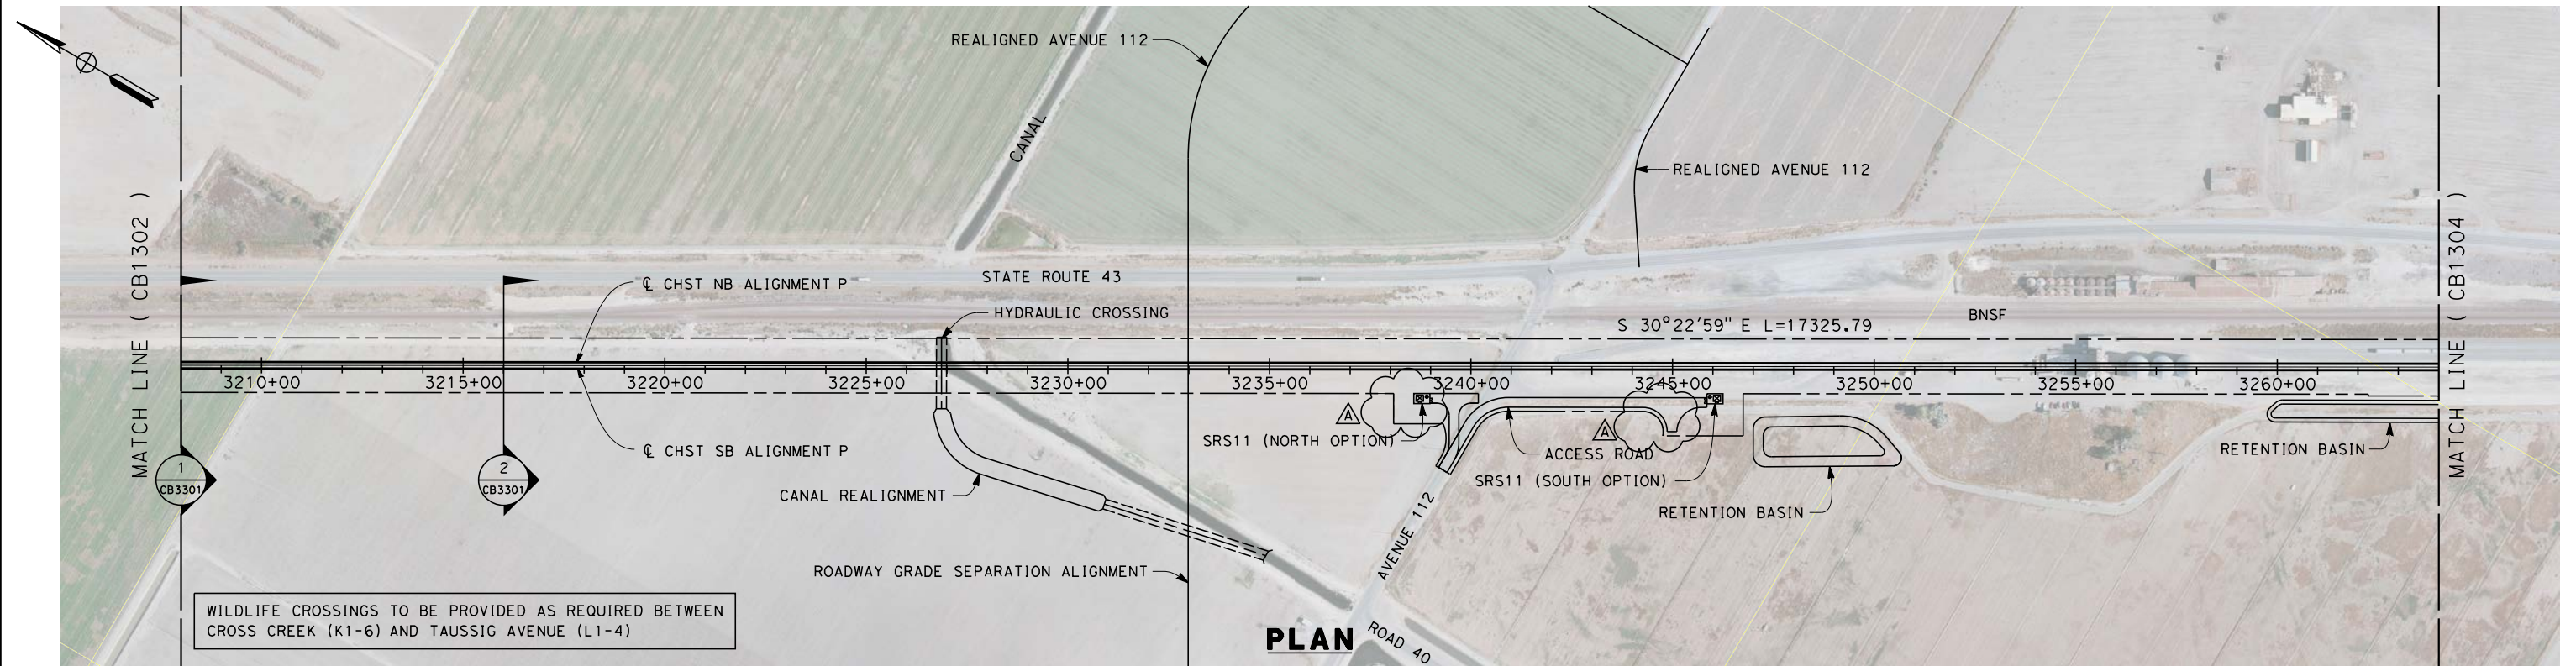 REALIGNED AVENUE 112
CANAL
REALIGNED AVENUE 112
MATCH LINE ( CB1302 )
MATCH LINE ( CB1304 )
℄ CHST NB ALIGNMENT P
STATE ROUTE 43
HYDRAULIC CROSSING
BNSF
S 30°22'59" E L=17325.79
3210+00
3215+00
3220+00
3225+00
3230+00
3235+00
3240+00
3245+00
3250+00
3255+00
3260+00
A
SRS11 (NORTH OPTION)
A
℄ CHST SB ALIGNMENT P
ACCESS ROAD
RETENTION BASIN
1
CB3301
2
CB3301
SRS11 (SOUTH OPTION)
CANAL REALIGNMENT
RETENTION BASIN
AVENUE 112
ROADWAY GRADE SEPARATION ALIGNMENT
WILDLIFE CROSSINGS TO BE PROVIDED AS REQUIRED BETWEEN
CROSS CREEK (K1-6) AND TAUSSIG AVENUE (L1-4)
PLAN
ROAD 40